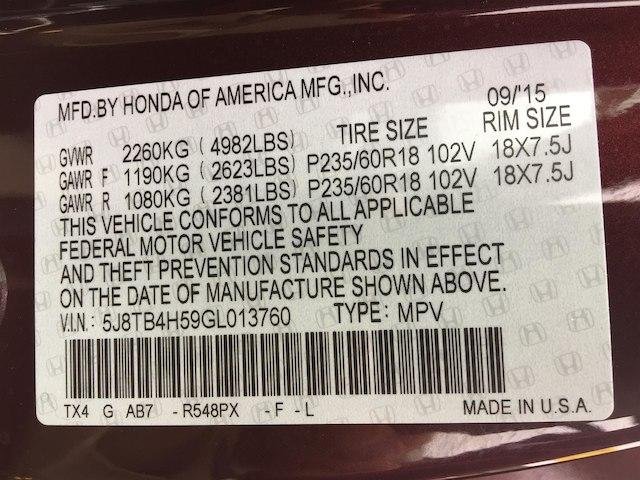 MFD.BY HONDA OF AMERICA MFG.,INC. 09/'15
TIRE SIZE RIM SIZE
GVWR 2260KG (4982LBS)
GAWR F 1190KG (2623LBS) P235/60R18 102V 18X7.5J
GAWR R 1080KG (2381LBS) P235/60R18 102V 18X7.5J
THIS VEHICLE CONFORMS TO ALL APPLICABLE
FEDERAL MOTOR VEHICLE SAFETY
AND THEFT PREVENTION STANDARDS IN EFFECT
ON THE DATE OF MANUFACTURE SHOWN ABOVE.
V.I.N.: 5J8TB4H59GL013760 TYPE: MPV
TX4 G AB7 -R548PX -F -L MADE IN U.S.A.